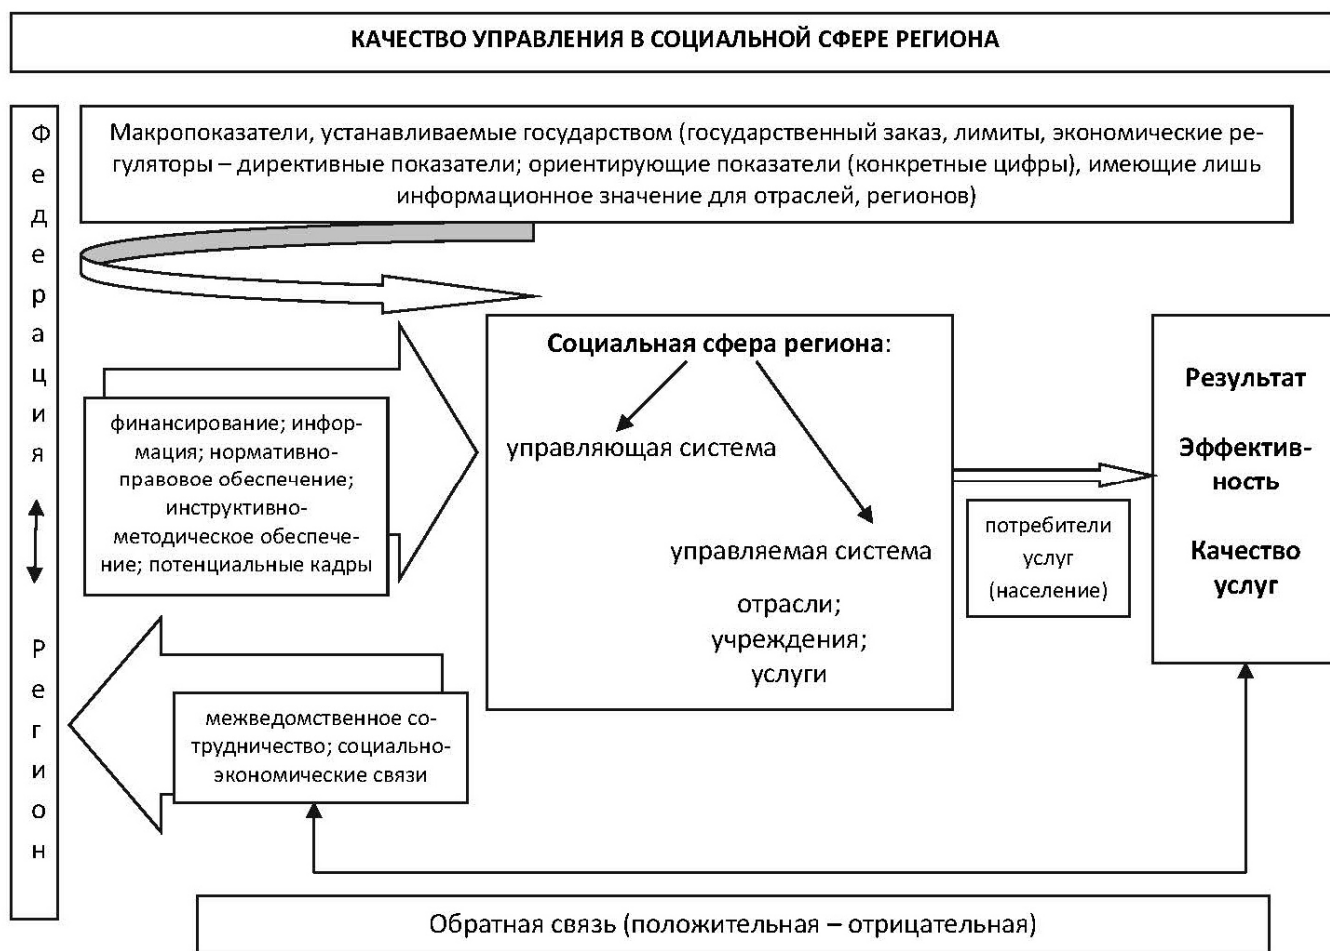 КАЧЕСТВО УПРАВЛЕНИЯ В СОЦИАЛЬНОЙ СФЕРЕ РЕГИОНА
Федерация
Регион
Макропоказатели, устанавливаемые государством (государственный заказ, лимиты, экономические ре-
гуляторы – директивные показатели; ориентирующие показатели (конкретные цифры), имеющие лишь
информационное значение для отраслей, регионов)
финансирование; инфор-
мация; нормативно-
правовое обеспечение;
инструктивно-
методическое обеспече-
ние; потенциальные кадры
межведомственное со-
трудничество; социально-
экономические связи
Социальная сфера региона:
управляющая система
управляемая система
отрасли;
учреждения;
услуги
потребители
услуг
(население)
Результат
Эффектив-
ность
Качество
услуг
Обратная связь (положительная – отрицательная)